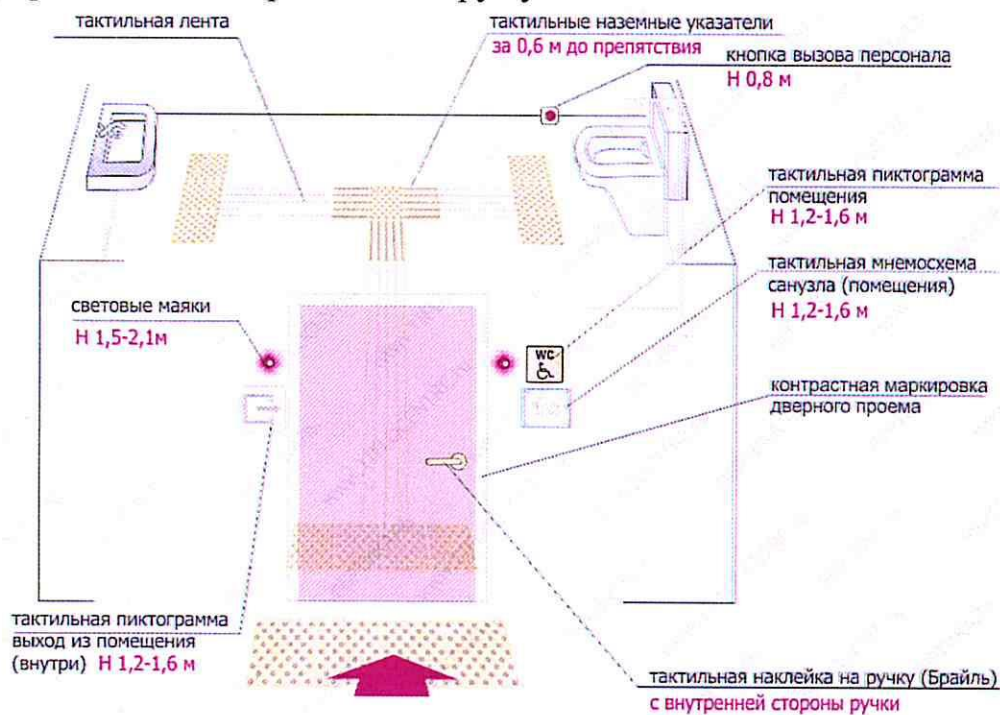 тактильная лента
тактильные наземные указатели
за 0,6 м до препятствия
кнопка вызова персонала
Н 0,8 м
тактильная пиктограмма
помещения
Н 1,2-1,6 м
тактильная мнемосхема
санузла (помещения)
Н 1,2-1,6 м
световые маяки
Н 1,5-2,1м
WC
контрастная маркировка
дверного проема
тактильная пиктограмма
выход из помещения
(внутри) Н 1,2-1,6 м
тактильная наклейка на ручку (Брайль)
с внутренней стороны ручки